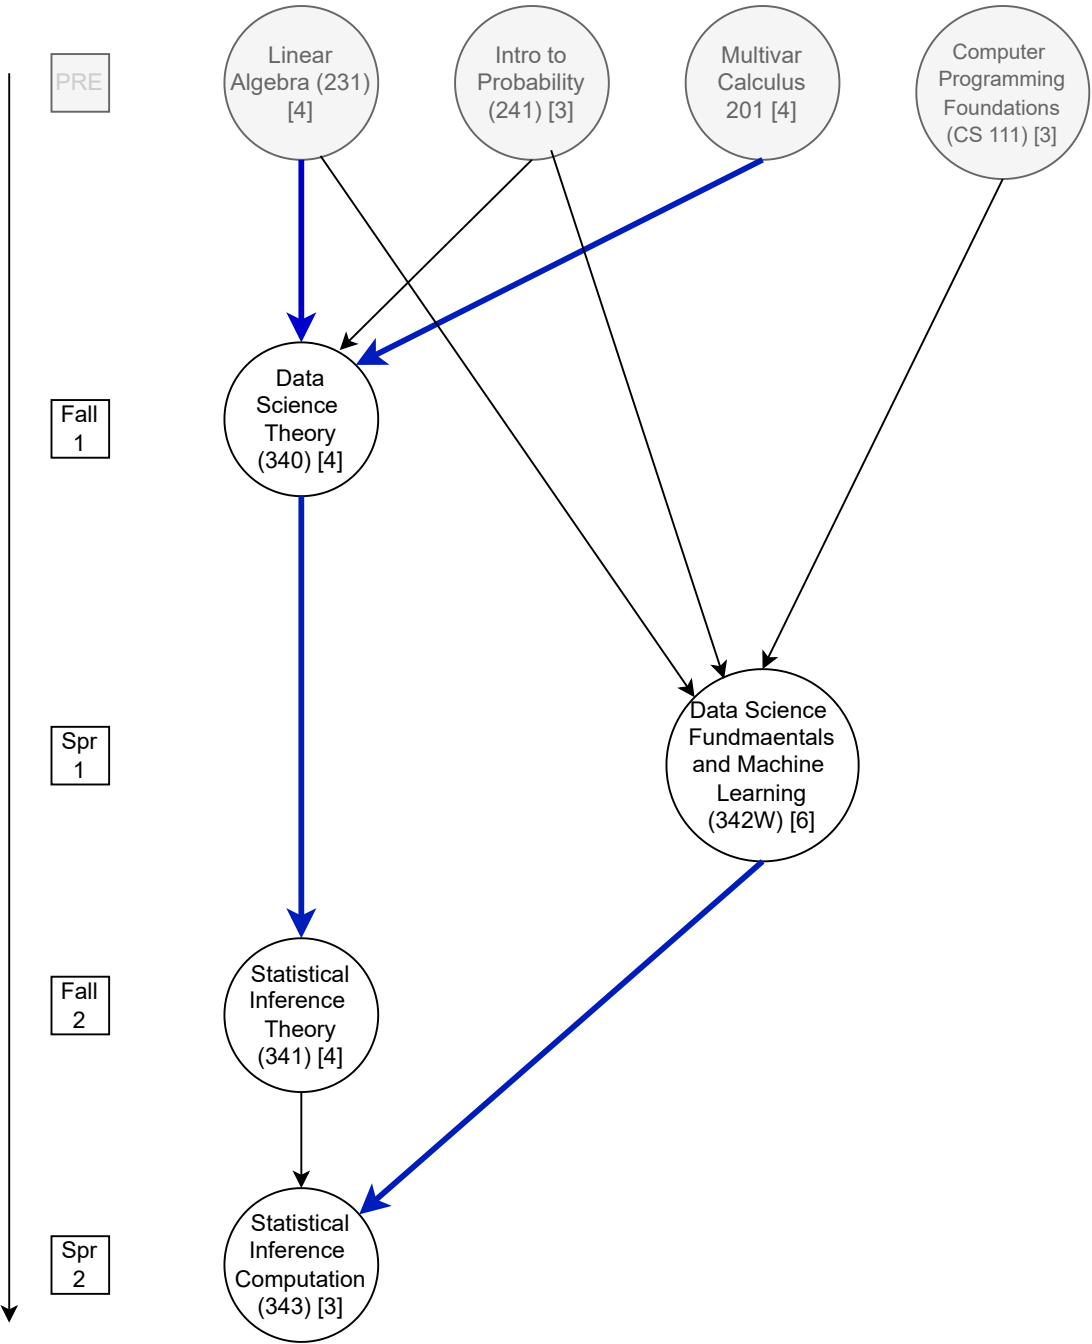 PRE
Linear
Algebra (231)
[4]
Intro to
Probability
(241) [3]
Multivar
Calculus
201 [4]
Computer
Programming
Foundations
(CS 111) [3]
Fall
1
Data
Science
Theory
(340) [4]
Spr
1
Data Science
Fundmaentals
and Machine
Learning
(342W) [6]
Fall
2
Statistical
Inference
Theory
(341) [4]
Spr
2
Statistical
Inference
Computation
(343) [3]